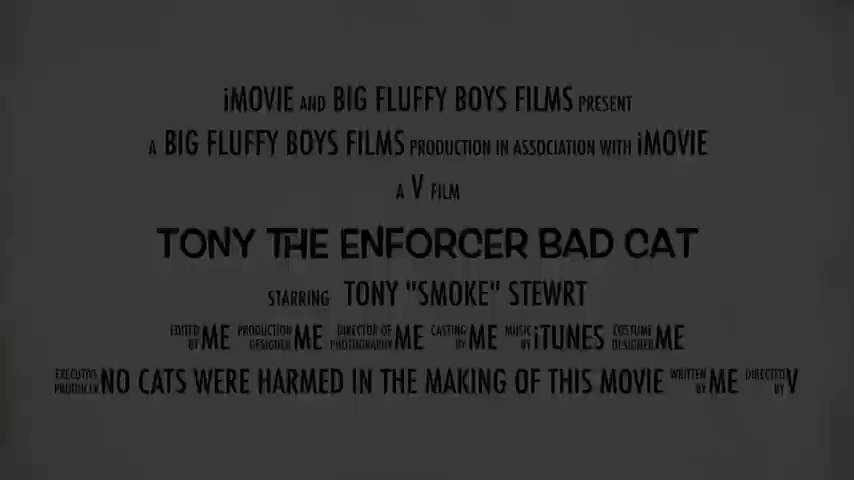 iMOVIE AND BIG FLUFFY BOYS FILMS PRESENT
A BIG FLUFFY BOYS FILMS PRODUCTION IN ASSOCIATION WITH iMOVIE
A V FILM
TONY THE ENFORCER BAD CAT
STARRING TONY "SMOKE" STEWRT
EDITED BY ME PRODUCTION DESIGNER ME DIRECTOR OF PHOTOGRAPHY ME CASTING BY ME MUSIC BY iTUNES COSTUME DESIGNER ME
EXECUTIVE PRODUCER NO CATS WERE HARMED IN THE MAKING OF THIS MOVIE WRITTEN BY ME DIRECTED BY V